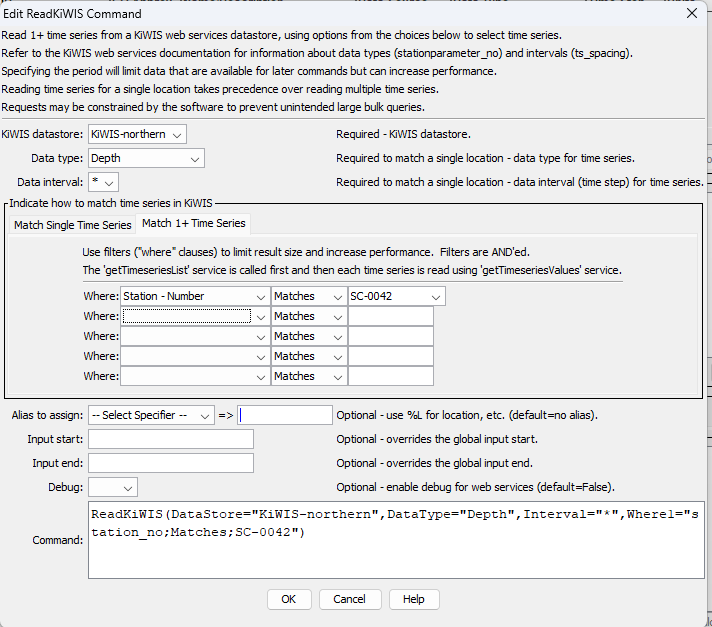 Edit ReadKiWIS Command
Read 1+ time series from a KiWIS web services datastore, using options from the choices below to select time series.
Refer to the KiWIS web services documentation for information about data types (stationparameter_no) and intervals (ts_spacing).
Specifying the period will limit data that are available for later commands but can increase performance.
Reading time series for a single location takes precedence over reading multiple time series.
Requests may be constrained by the software to prevent unintended large bulk queries.
KiWIS datastore: KiWIS-northern Required - KiWIS datastore.
Data type: Depth Required to match a single location - data type for time series.
Data interval: * Required to match a single location - data interval (time step) for time series.
Indicate how to match time series in KiWIS
Match Single Time Series Match 1+ Time Series
Use filters ("where" clauses) to limit result size and increase performance. Filters are AND'ed.
The 'getTimeseriesList' service is called first and then each time series is read using 'getTimeseriesValues' service.
Where: Station - Number Matches SC-0042
Where: Matches
Where: Matches
Where: Matches
Where: Matches
Alias to assign: -- Select Specifier -- => Optional - use %L for location, etc. (default=no alias).
Input start: Optional - overrides the global input start.
Input end: Optional - overrides the global input end.
Debug: Optional - enable debug for web services (default=False).
Command: ReadKiWIS(DataStore="KiWIS-northern",DataType="Depth",Interval="*",Where1="s
tation_no;Matches;SC-0042")
OK Cancel Help